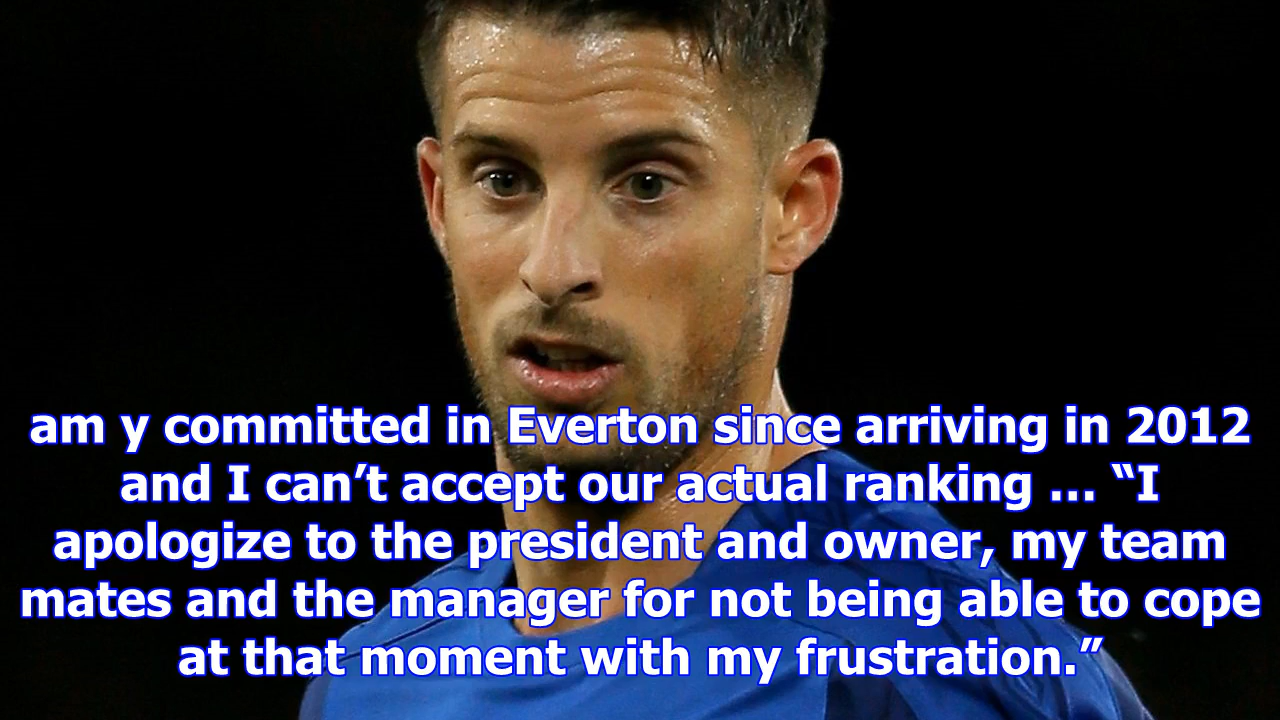 am y committed in Everton since arriving in 2012
and I can’t accept our actual ranking ... “I
apologize to the president and owner, my team
mates and the manager for not being able to cope
at that moment with my frustration.”